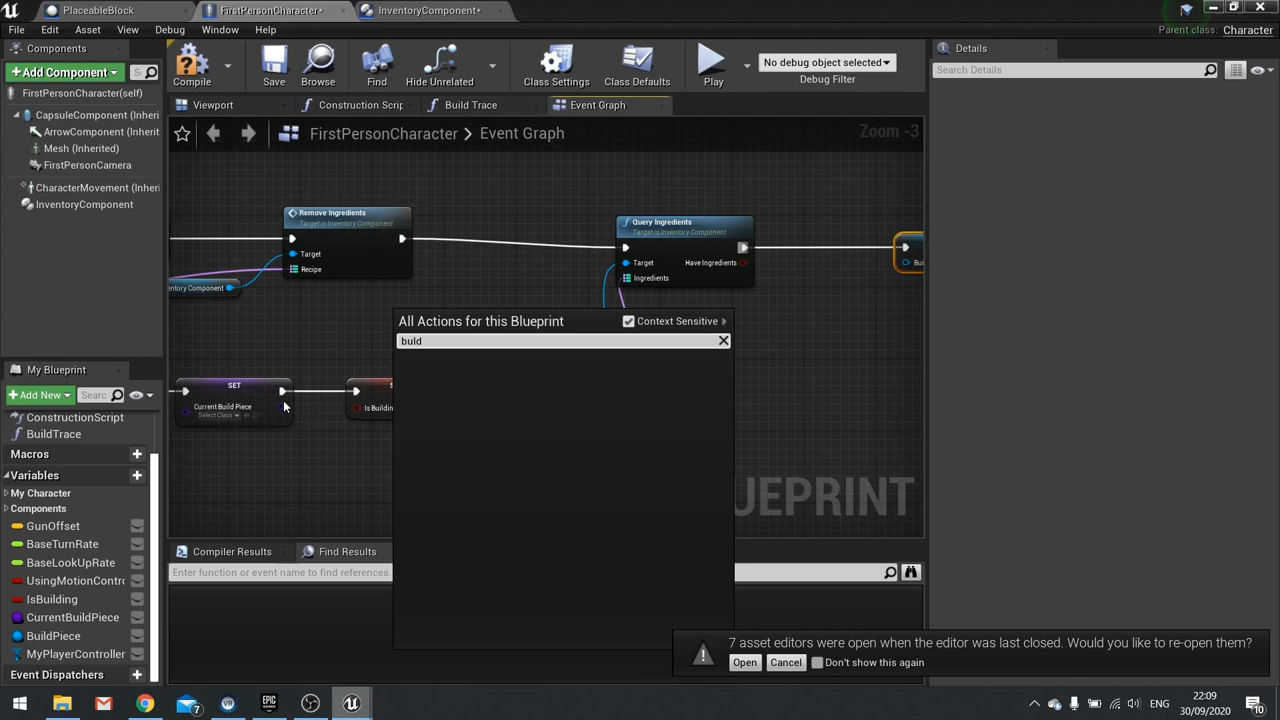 PlaceableBlock
FirstPersonCharacter*
InventoryComponent*
File Edit Asset View Debug Window Help
Parent class: Character
Components
Add Component
FirstPersonCharacter(self)
CapsuleComponent (Inherit
ArrowComponent (Inherit
Mesh (Inherited)
FirstPersonCamera
CharacterMovement (Inheri
InventoryComponent
Compile
Save
Browse
Find
Hide Unrelated
Class Settings
Class Defaults
Play
No debug object selected
Debug Filter
Details
Search Details
Viewport
Construction Scrip
Build Trace
Event Graph
FirstPersonCharacter > Event Graph
Zoom -3
Remove Ingredients
Target is Inventory Component
Target
Recipe
entory Component
Query Ingredients
Target is Inventory Component
Target
Have Ingredients
Ingredients
All Actions for this Blueprint
Context Sensitive
buld
SET
Current Build Piece
Select Class
Is Buildin
UEPRINT
My Blueprint
Add New
Searc
ConstructionScript
BuildTrace
Macros
Variables
My Character
Components
GunOffset
BaseTurnRate
BaseLookUpRate
UsingMotionContro
IsBuilding
CurrentBuildPiece
BuildPiece
MyPlayerController
Event Dispatchers
Compiler Results
Find Results
Enter function or event name to find references.
7 asset editors were open when the editor was last closed. Would you like to re-open them?
Open
Cancel
Don't show this again
ENG
22:09
30/09/2020